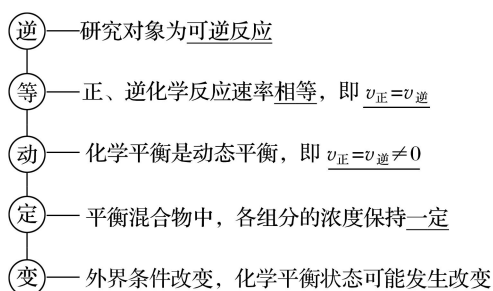 逆 研究对象为可逆反应
等 正、逆化学反应速率相等，即 v正=v逆
动 化学平衡是动态平衡，即 v正=v逆≠0
定 平衡混合物中，各组分的浓度保持一定
变 外界条件改变，化学平衡状态可能发生改变